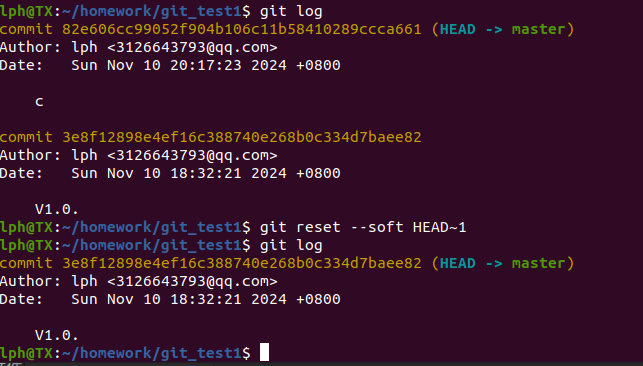 lph@TX:~/homework/git_test1$ git log
commit 82e606cc99052f904b106c11b58410289ccca661 (HEAD -> master)
Author: lph <3126643793@qq.com>
Date:   Sun Nov 10 20:17:23 2024 +0800

    c

commit 3e8f12898e4ef16c388740e268b0c334d7baee82
Author: lph <3126643793@qq.com>
Date:   Sun Nov 10 18:32:21 2024 +0800

    V1.0.
lph@TX:~/homework/git_test1$ git reset --soft HEAD~1
lph@TX:~/homework/git_test1$ git log
commit 3e8f12898e4ef16c388740e268b0c334d7baee82 (HEAD -> master)
Author: lph <3126643793@qq.com>
Date:   Sun Nov 10 18:32:21 2024 +0800

    V1.0.
lph@TX:~/homework/git_test1$